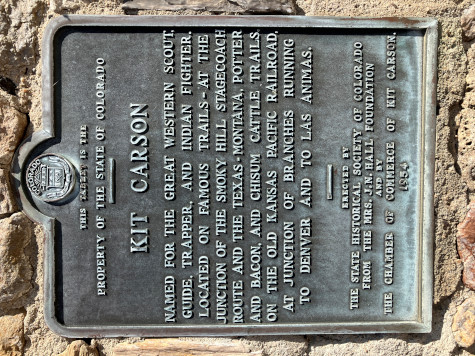 THIS TABLET IS THE
PROPERTY OF THE STATE OF COLORADO
KIT CARSON
NAMED FOR THE GREAT WESTERN SCOUT,
GUIDE, TRAPPER, AND INDIAN FIGHTER.
LOCATED ON FAMOUS TRAILS—AT THE
JUNCTION OF THE SMOKY HILL STAGECOACH
ROUTE AND THE TEXAS-MONTANA, POTTER
AND BACON, AND CHISUM CATTLE TRAILS.
ON THE OLD KANSAS PACIFIC RAILROAD,
AT JUNCTION OF BRANCHES RUNNING
TO DENVER AND TO LAS ANIMAS.
ERECTED BY
THE STATE HISTORICAL SOCIETY OF COLORADO
FROM THE MRS. J.N. HALL FOUNDATION
AND BY
THE CHAMBER OF COMMERCE OF KIT CARSON.
1954